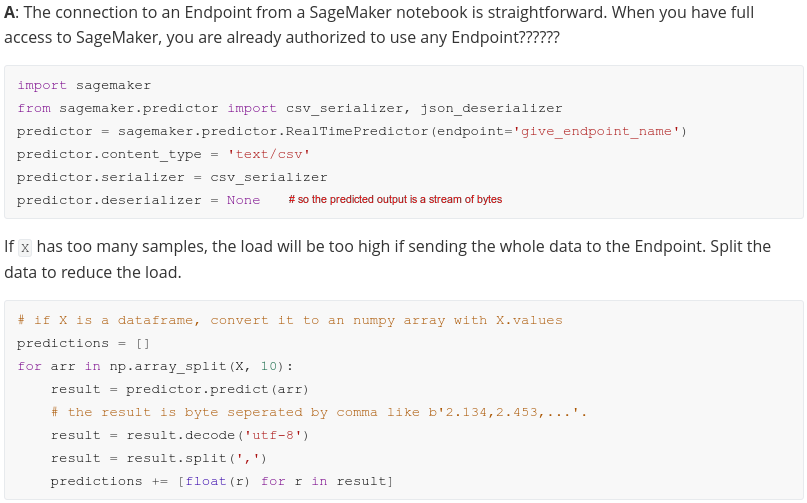 A: The connection to an Endpoint from a SageMaker notebook is straightforward. When you have full
access to SageMaker, you are already authorized to use any Endpoint??????
import sagemaker
from sagemaker.predictor import csv_serializer, json_deserializer
predictor = sagemaker.predictor.RealTimePredictor(endpoint='give_endpoint_name')
predictor.content_type = 'text/csv'
predictor.serializer = csv_serializer
predictor.deserializer = None # so the predicted output is a stream of bytes
If X has too many samples, the load will be too high if sending the whole data to the Endpoint. Split the
data to reduce the load.
# if X is a dataframe, convert it to an numpy array with X.values
predictions = []
for arr in np.array_split(X, 10):
    result = predictor.predict(arr)
    # the result is byte seperated by comma like b'2.134,2.453,...'.
    result = result.decode('utf-8')
    result = result.split(',')
    predictions += [float(r) for r in result]